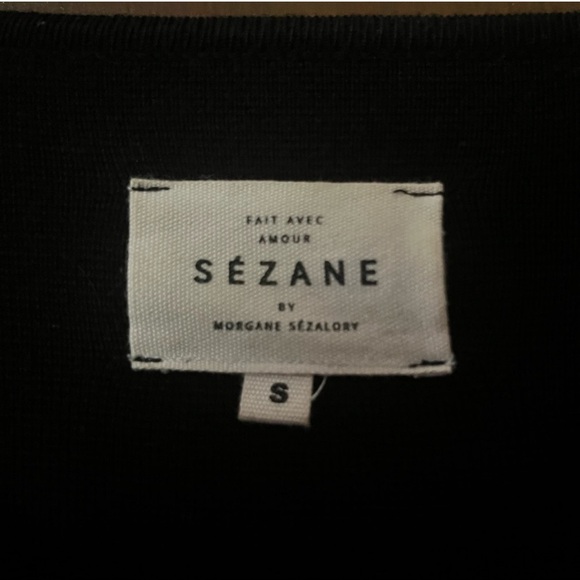 FAIT AVEC
AMOUR
SÉZANE
BY
MORGANE SÉZALORY
S